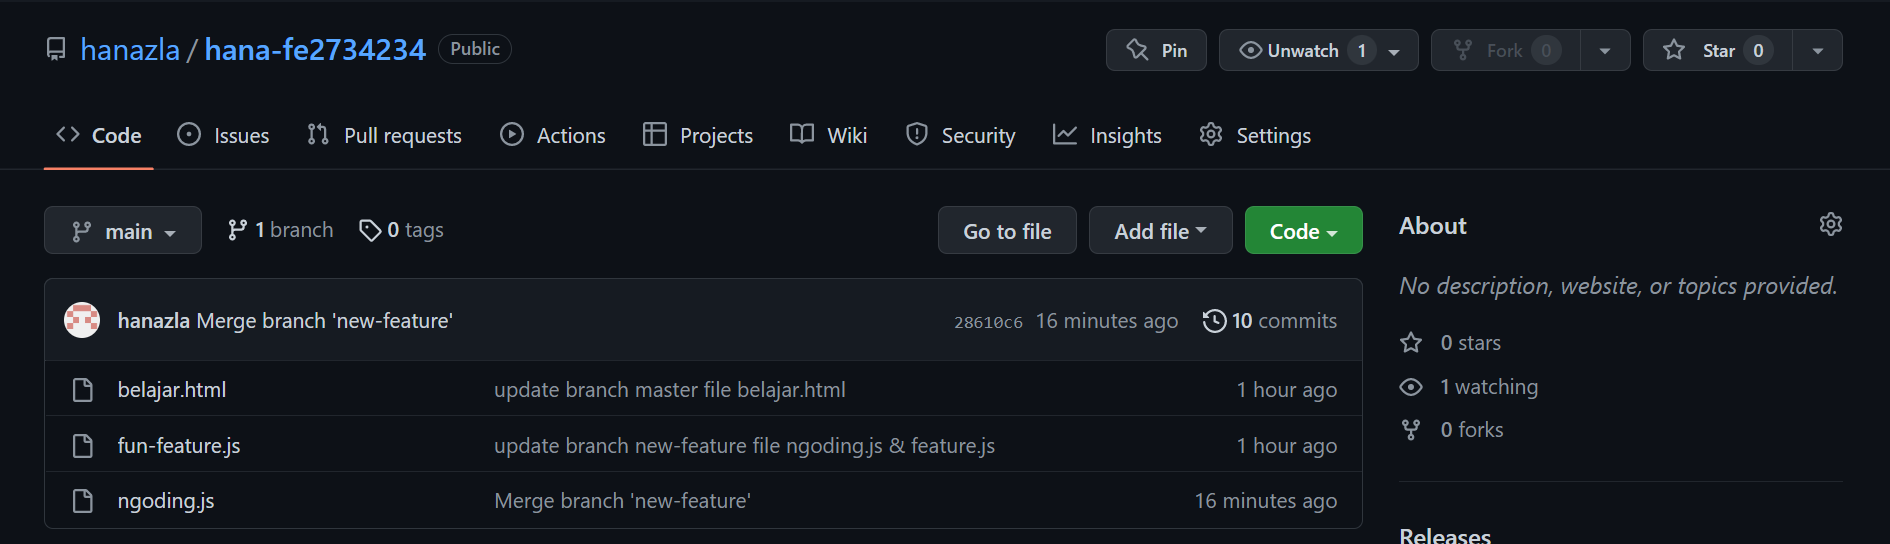 hanazla / hana-fe2734234 Public Pin Unwatch 1 Fork 0 Star 0
Code Issues Pull requests Actions Projects Wiki Security Insights Settings
main 1 branch 0 tags Go to file Add file Code
hanazla Merge branch 'new-feature' 28610c6 16 minutes ago 10 commits
belajar.html update branch master file belajar.html 1 hour ago
fun-feature.js update branch new-feature file ngoding.js & feature.js 1 hour ago
ngoding.js Merge branch 'new-feature' 16 minutes ago
About
No description, website, or topics provided.
0 stars
1 watching
0 forks
Releases